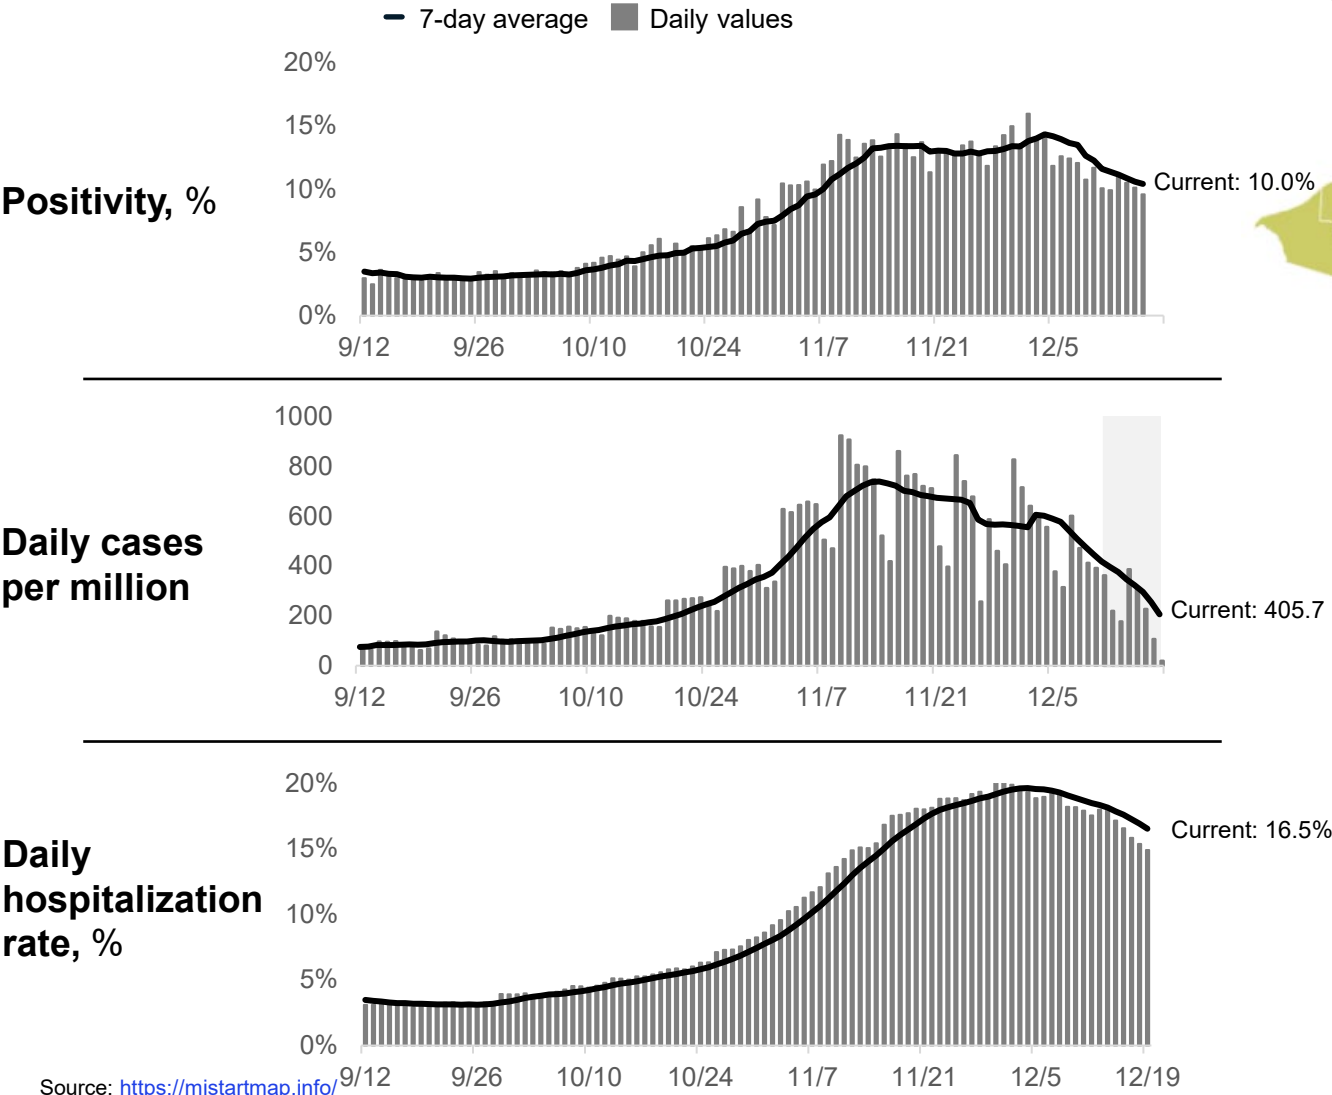 7-day average Daily values
20%
15%
10%
5%
0%
Positivity, %
Current: 10.0%
9/12 9/26 10/10 10/24 11/7 11/21 12/5
1000
800
600
400
200
0
Daily cases
per million
Current: 405.7
9/12 9/26 10/10 10/24 11/7 11/21 12/5
20%
15%
10%
5%
0%
Daily
hospitalization
rate, %
Current: 16.5%
9/12 9/26 10/10 10/24 11/7 11/21 12/5 12/19
Source: https://mistartmap.info/